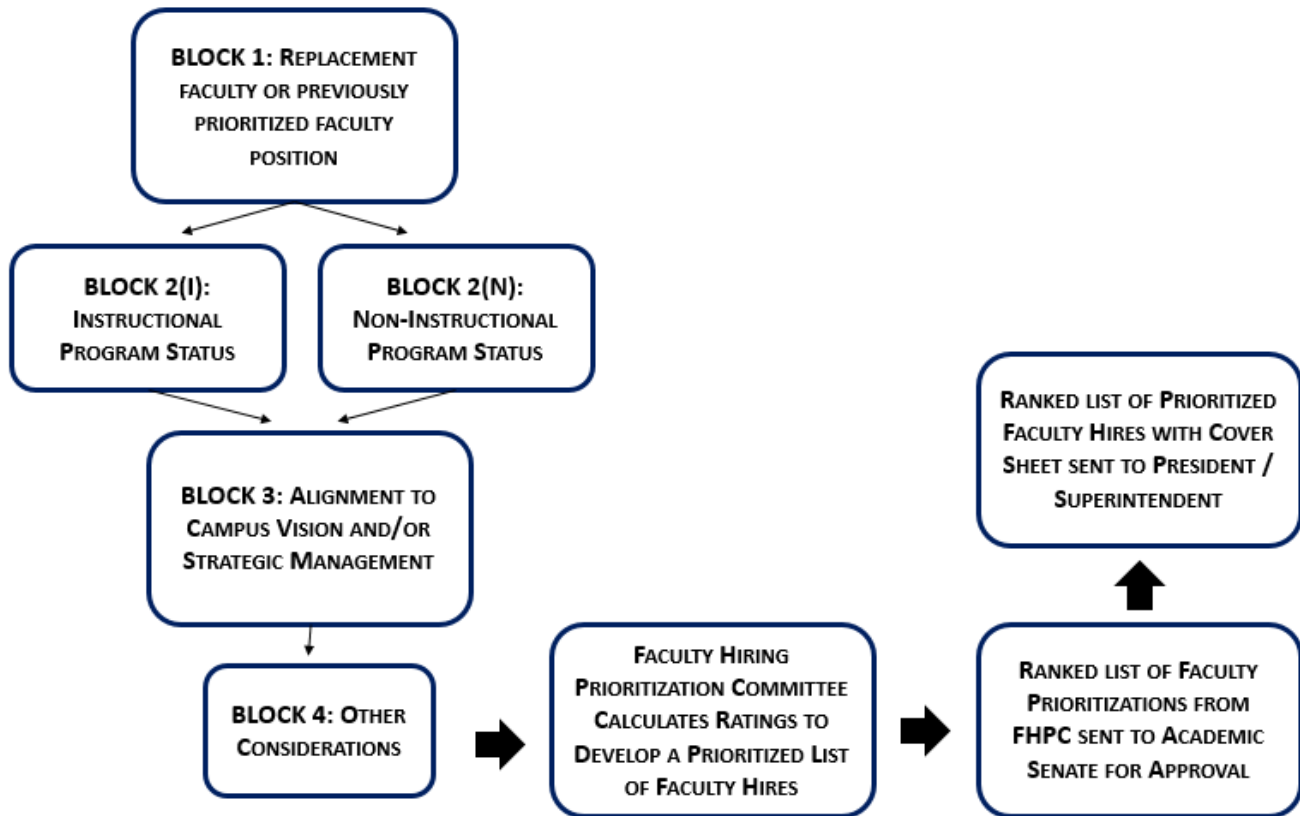 BLOCK 1: Replacement
faculty or previously
prioritized faculty
position
BLOCK 2(I):
Instructional
Program Status
BLOCK 2(N):
Non-Instructional
Program Status
BLOCK 3: Alignment to
Campus Vision and/or
Strategic Management
BLOCK 4: Other
Considerations
Faculty Hiring
Prioritization Committee
Calculates Ratings to
Develop a Prioritized List
of Faculty Hires
Ranked list of Faculty
Prioritizations from
FHPC sent to Academic
Senate for Approval
Ranked list of Prioritized
Faculty Hires with Cover
Sheet sent to President /
Superintendent